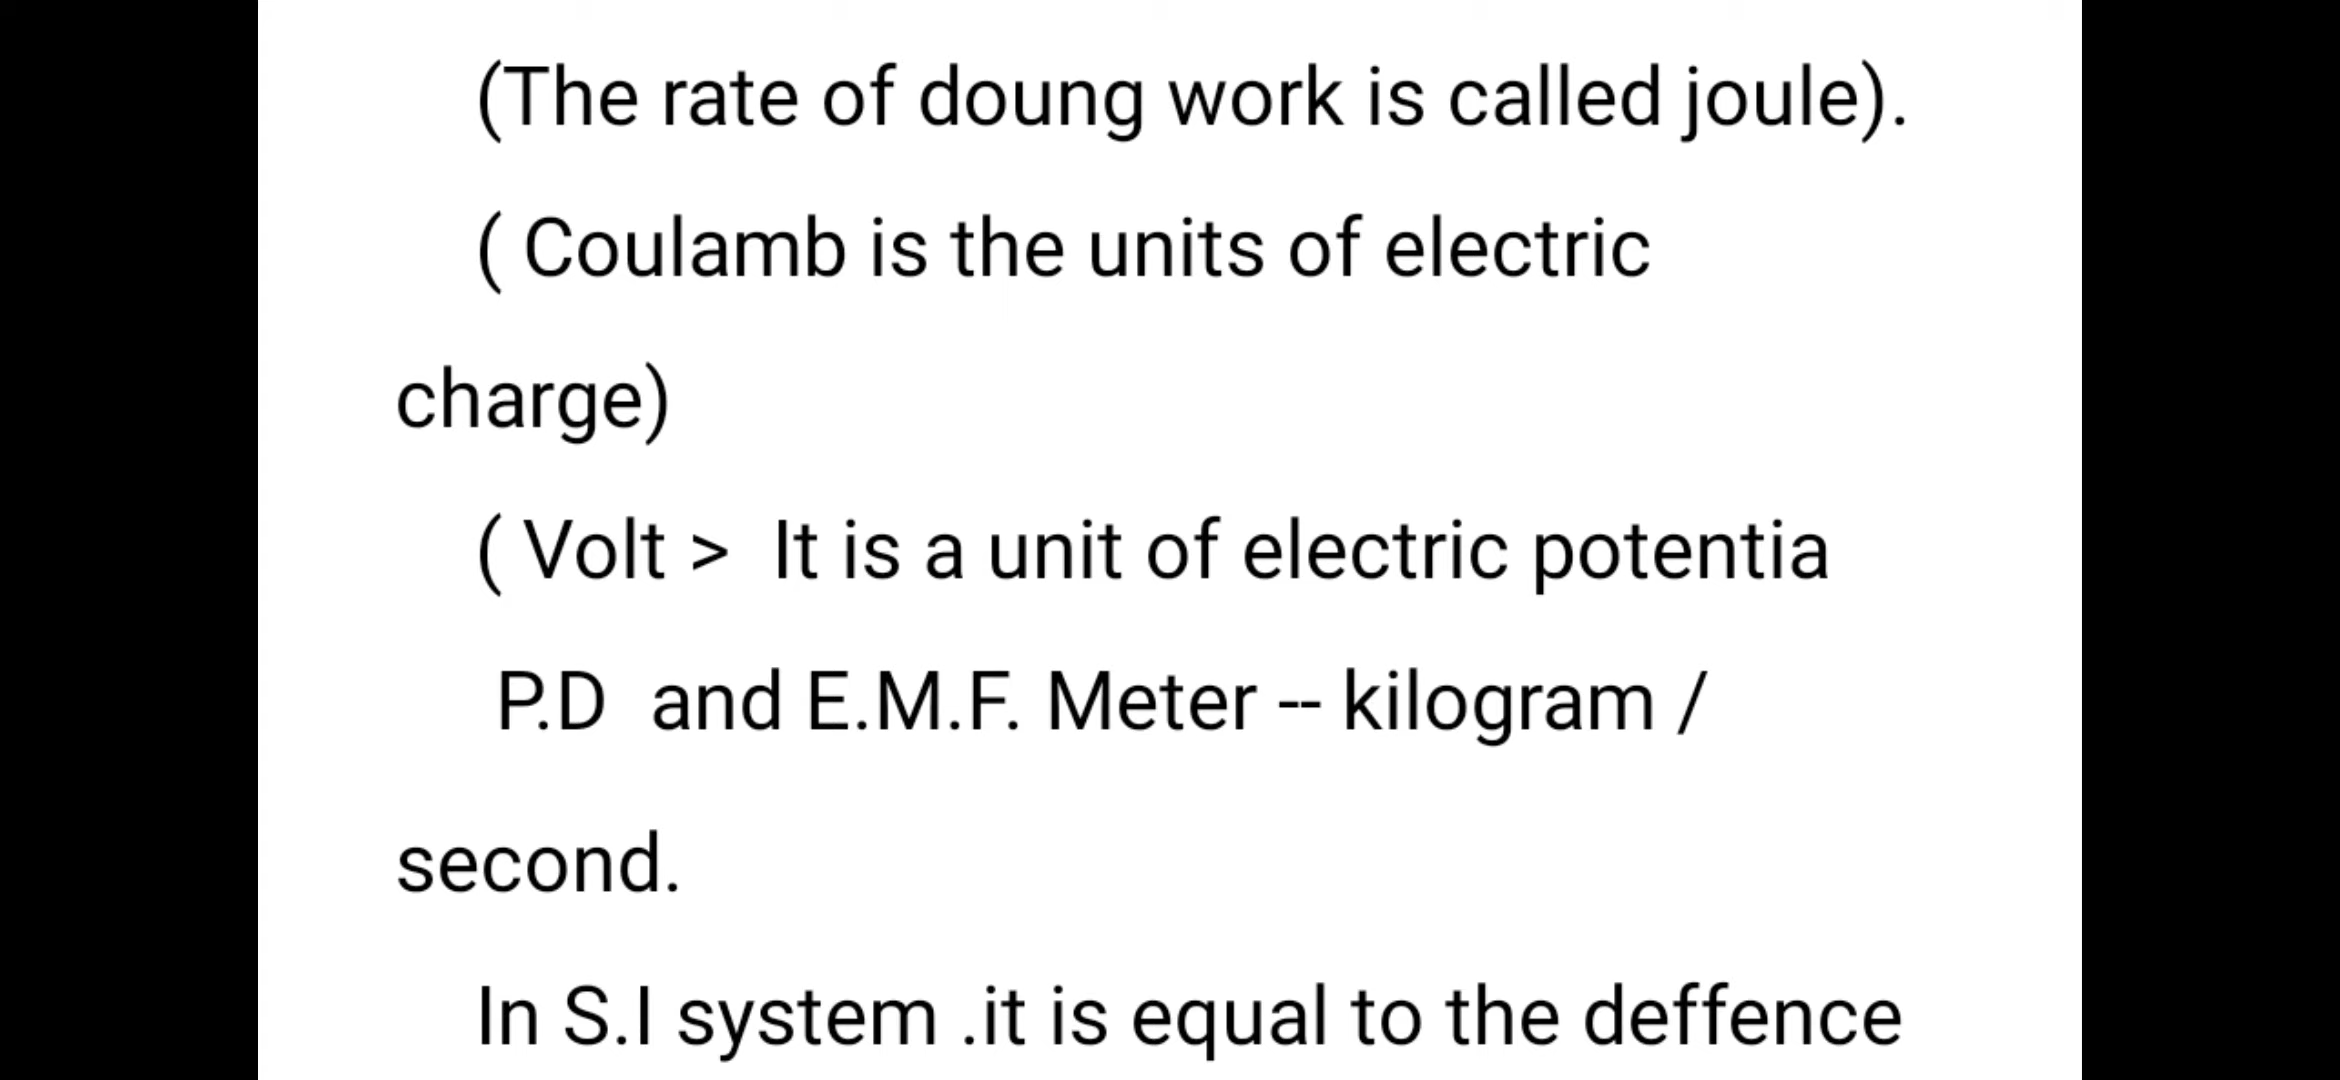 (The rate of doung work is called joule).
( Coulamb is the units of electric
charge)
( Volt > It is a unit of electric potentia
P.D and E.M.F. Meter -- kilogram /
second.
In S.I system .it is equal to the deffence